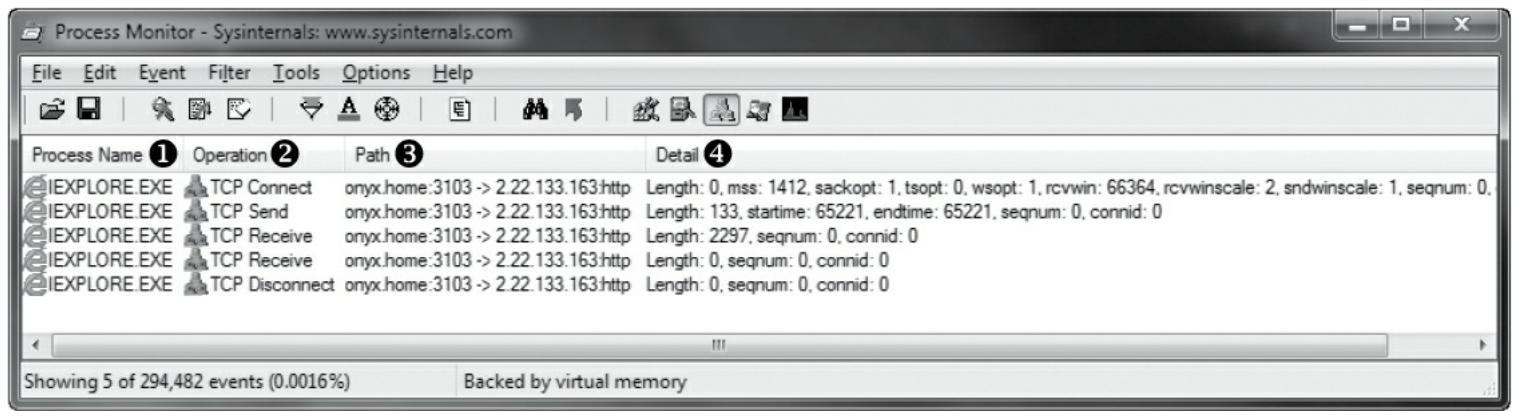 Process Monitor - Sysinternals: www.sysinternals.com
File Edit Event Filter Tools Options Help
Process Name ❶ Operation ❷ Path ❸ Detail ❹
IEXPLORE.EXE TCP Connect onyx.home:3103 -> 2.22.133.163:http Length: 0, mss: 1412, sackopt: 1, tsopt: 0, wsopt: 1, rcvwin: 66364, rcvwinscale: 2, sndwinscale: 1, seqnum: 0,
IEXPLORE.EXE TCP Send onyx.home:3103 -> 2.22.133.163:http Length: 133, startime: 65221, endtime: 65221, seqnum: 0, connid: 0
IEXPLORE.EXE TCP Receive onyx.home:3103 -> 2.22.133.163:http Length: 2297, seqnum: 0, connid: 0
IEXPLORE.EXE TCP Receive onyx.home:3103 -> 2.22.133.163:http Length: 0, seqnum: 0, connid: 0
IEXPLORE.EXE TCP Disconnect onyx.home:3103 -> 2.22.133.163:http Length: 0, seqnum: 0, connid: 0
Showing 5 of 294,482 events (0.0016%) Backed by virtual memory